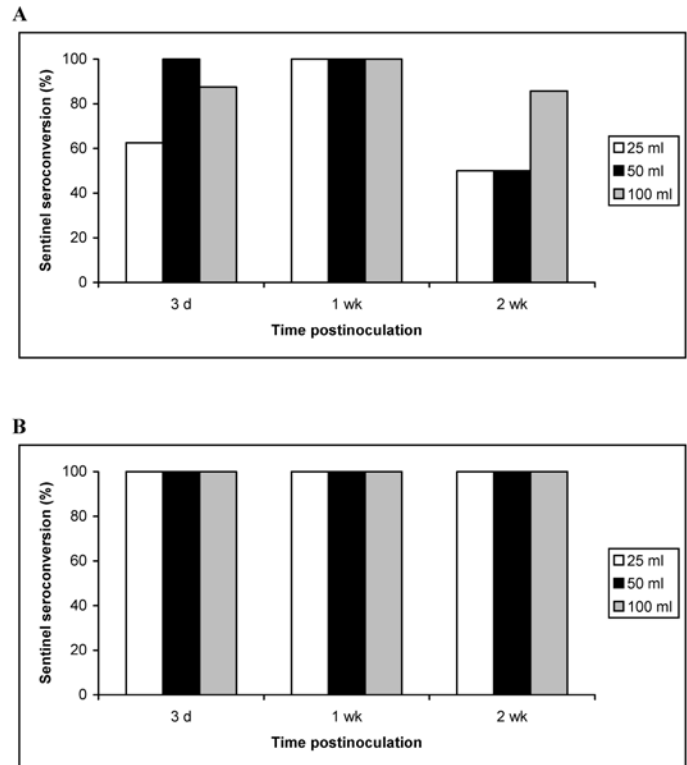 A
Sentinel seroconversion (%)
100
80
60
40
20
0
3 d
1 wk
2 wk
Time postinoculation
25 ml
50 ml
100 ml
B
Sentinel seroconversion (%)
100
80
60
40
20
0
3 d
1 wk
2 wk
Time postinoculation
25 ml
50 ml
100 ml